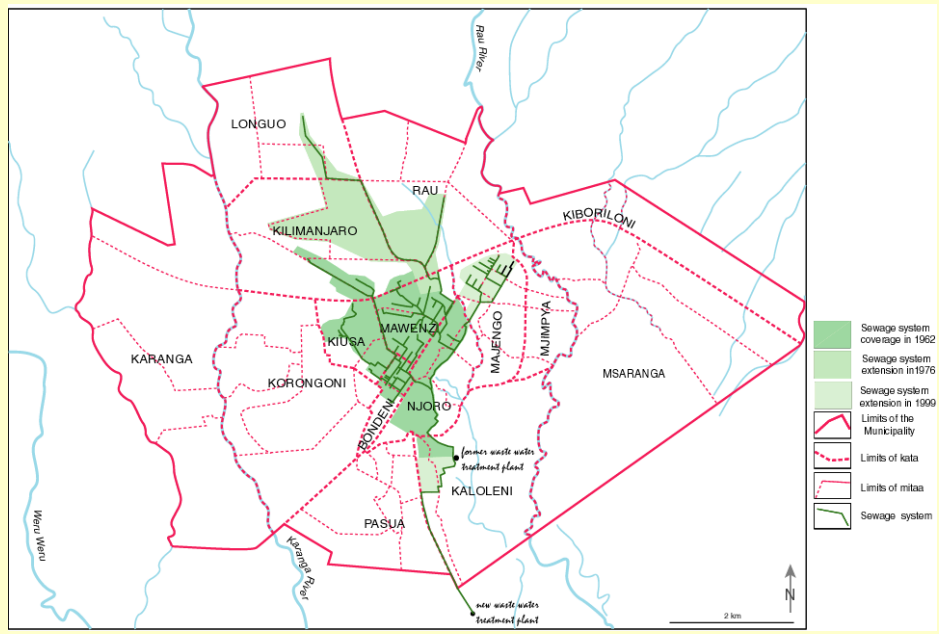 Rau River
LONGUO
RAU
KIBORILONI
KILIMANJARO
MAWENZI
KIUSA
MAJENGO
MJIMPYA
KARANGA
KORONGONI
MSARANGA
NJORO
BONDENI
former waste water
treatment plant
KALOLENI
PASUA
Weru Weru
Karanga River
new waste water
treatment plant
Sewage system
coverage in 1962
Sewage system
extension in1976
Sewage system
extension in 1999
Limits of the
Municipality
Limits of kata
Limits of mitaa
Sewage system
N
2 km